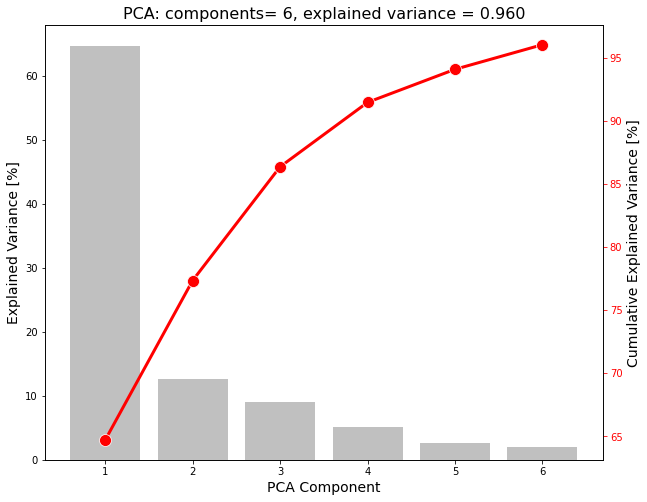 PCA: components= 6, explained variance = 0.960
Explained Variance [%]
60
50
40
30
20
10
0
1 2 3 4 5 6
PCA Component
95
90
85
80
75
70
65
Cumulative Explained Variance [%]